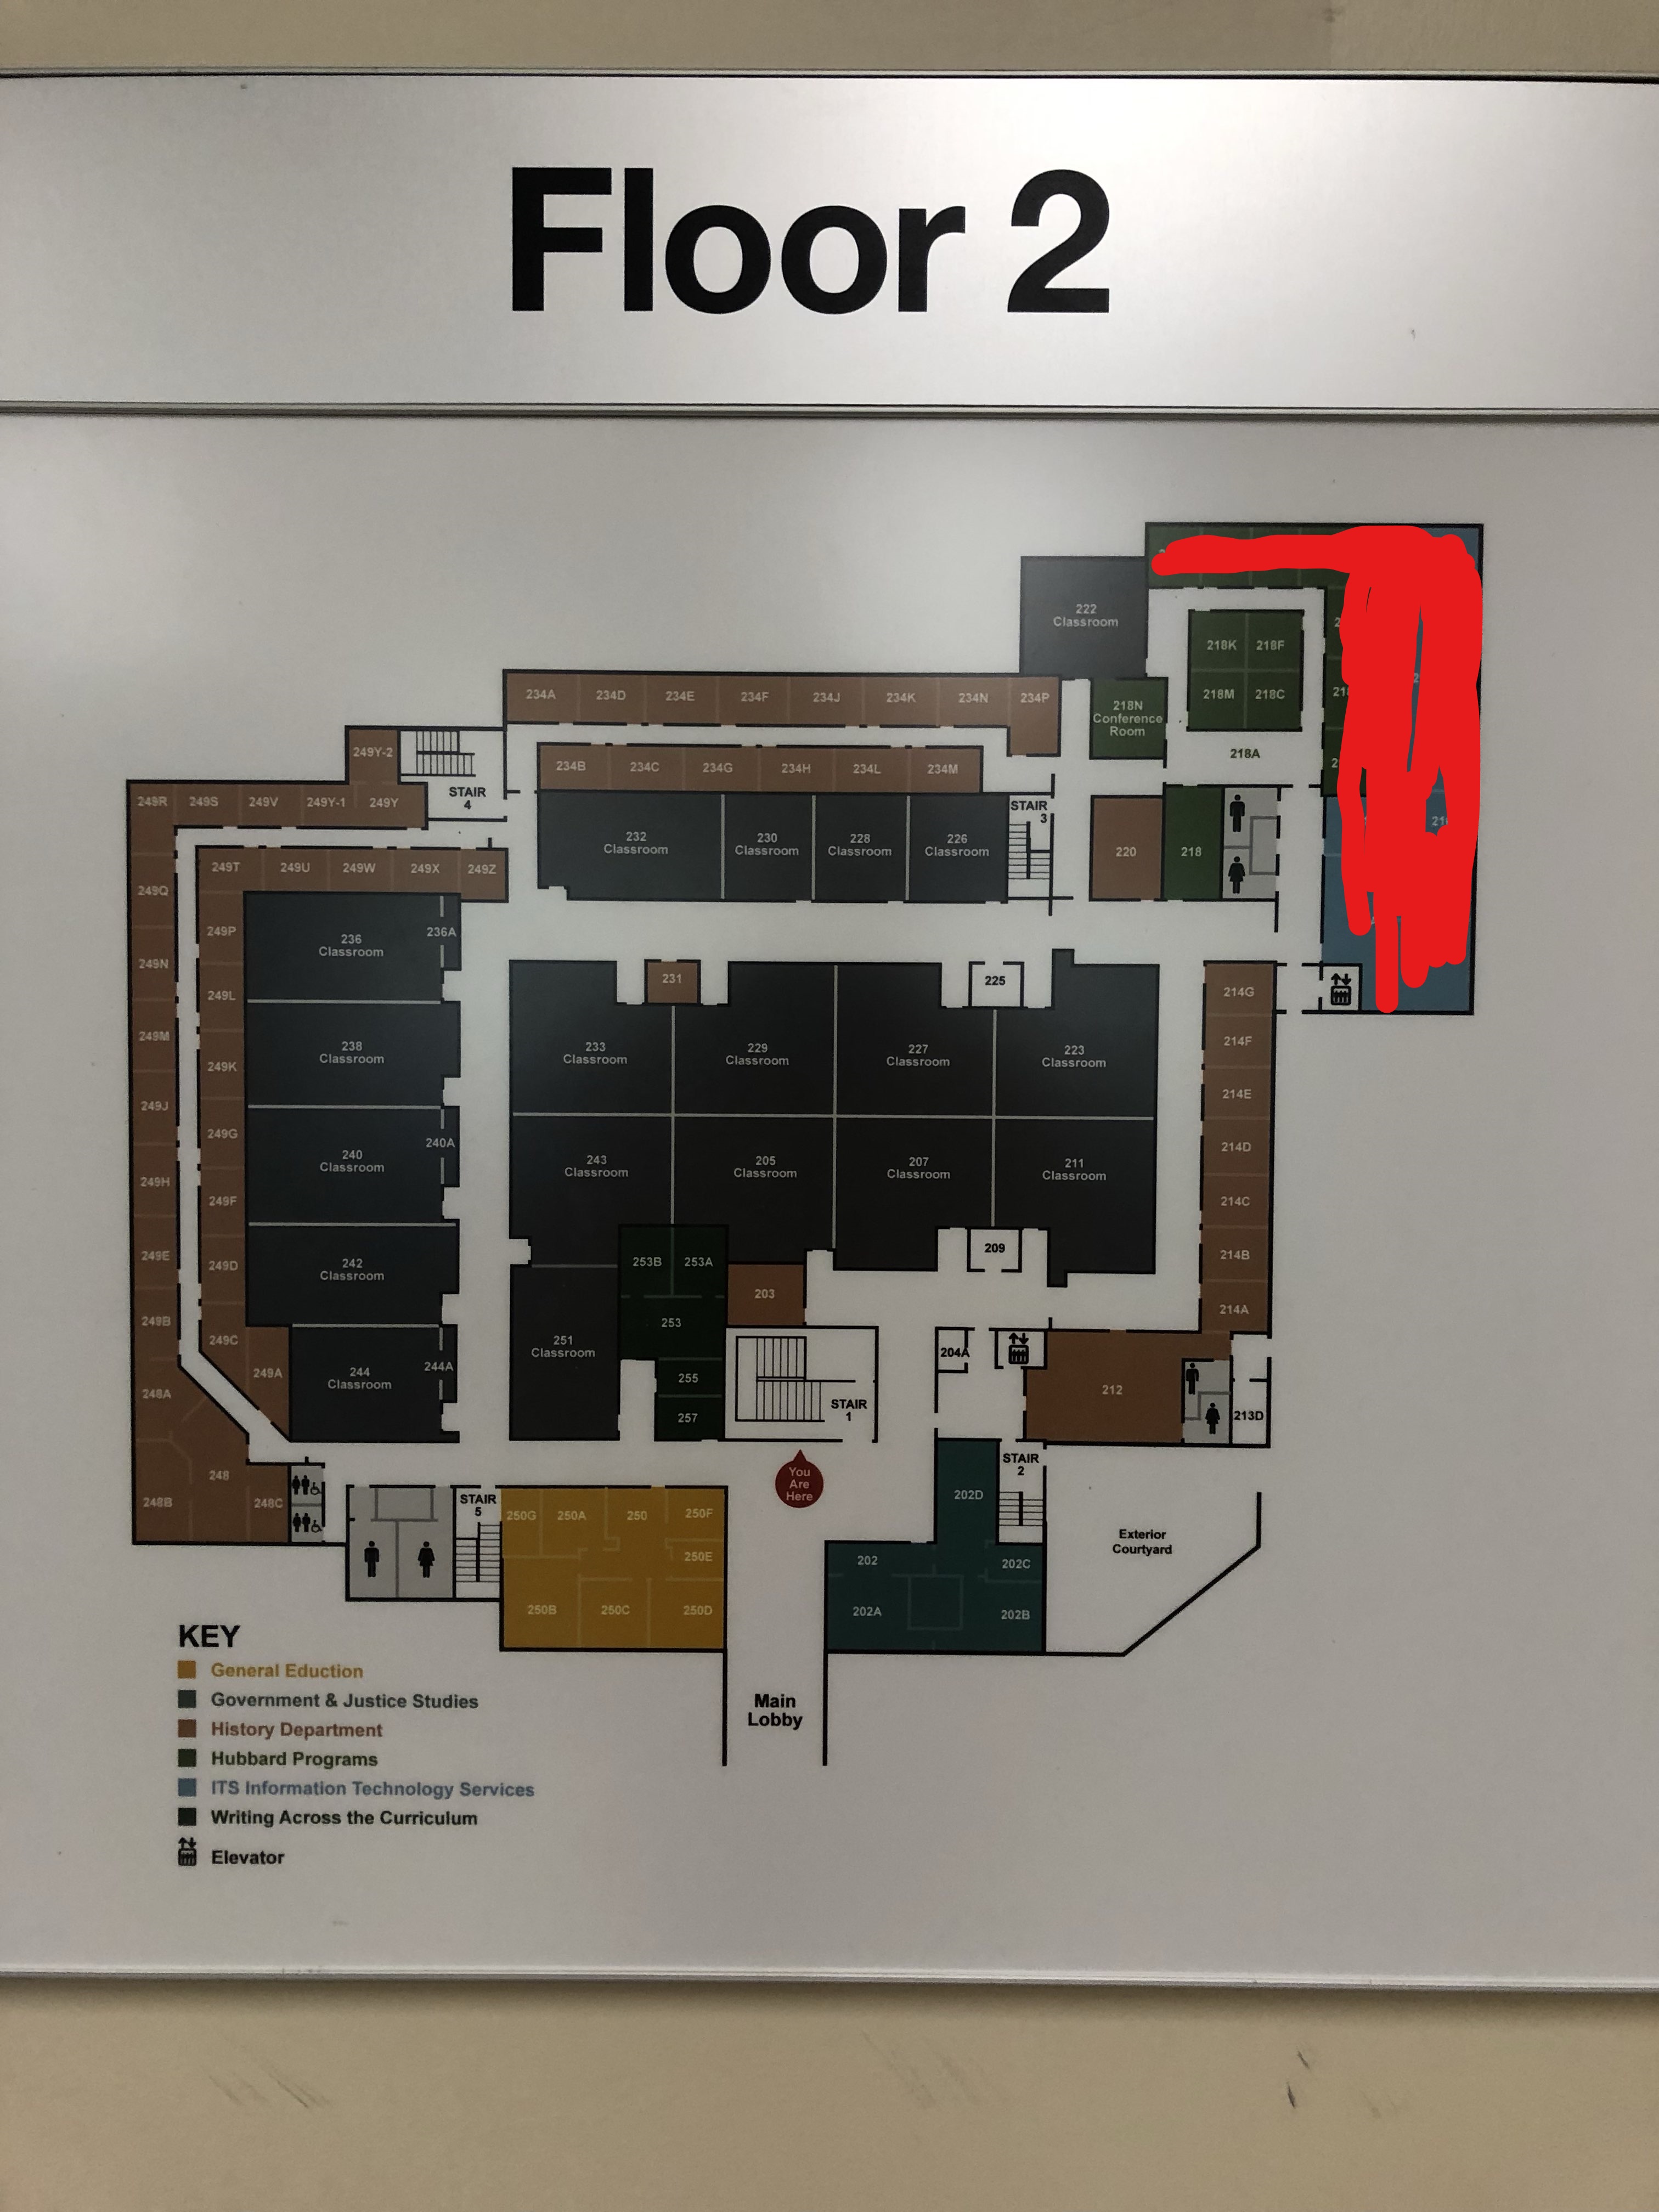 Floor 2
222
Classroom
218K
218F
218M
218C
218N
Conference
Room
218A
234A
234D
234E
234F
234J
234K
234N
234P
234B
234C
234G
234H
234L
234M
249Y-2
STAIR
4
249R
249S
249V
249Y-1
249Y
232
Classroom
230
Classroom
228
Classroom
226
Classroom
STAIR
3
220
218
249T
249U
249W
249X
249Z
249Q
249P
236
Classroom
236A
249N
249L
231
225
214G
249M
249K
238
Classroom
233
Classroom
229
Classroom
227
Classroom
223
Classroom
214F
214E
249J
249G
240
Classroom
240A
243
Classroom
205
Classroom
207
Classroom
211
Classroom
214D
249H
249F
214C
249E
249D
242
Classroom
253B
253A
209
214B
249B
249C
253
203
214A
249A
244
Classroom
244A
251
Classroom
255
257
STAIR
1
204A
212
213D
248A
248
248B
248C
You
Are
Here
STAIR
2
STAIR
5
250G
250A
250
250F
250E
250B
250C
250D
202D
202
202C
202A
202B
Exterior
Courtyard
Main
Lobby
KEY
General Eduction
Government & Justice Studies
History Department
Hubbard Programs
ITS Information Technology Services
Writing Across the Curriculum
Elevator